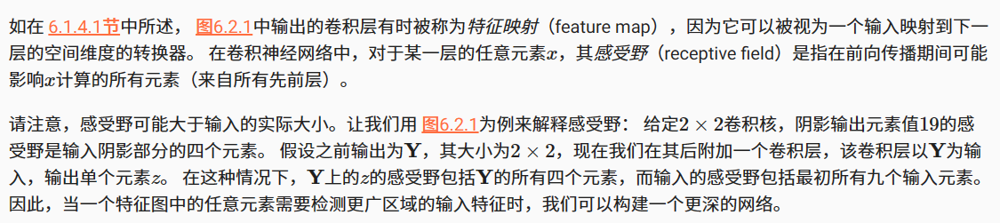 如在 6.1.4.1节中所述， 图6.2.1中输出的卷积层有时被称为特征映射（feature map），因为它可以被视为一个输入映射到下一
层的空间维度的转换器。 在卷积神经网络中，对于某一层的任意元素x，其感受野（receptive field）是指在前向传播期间可能
影响x计算的所有元素（来自所有先前层）。
请注意，感受野可能大于输入的实际大小。让我们用 图6.2.1为例来解释感受野： 给定2 × 2卷积核，阴影输出元素值19的感
受野是输入阴影部分的四个元素。 假设之前输出为Y，其大小为2 × 2，现在我们在其后附加一个卷积层，该卷积层以Y为输
入，输出单个元素z。 在这种情况下，Y上的z的感受野包括Y的所有四个元素，而输入的感受野包括最初所有九个输入元素。
因此，当一个特征图中的任意元素需要检测更广区域的输入特征时，我们可以构建一个更深的网络。